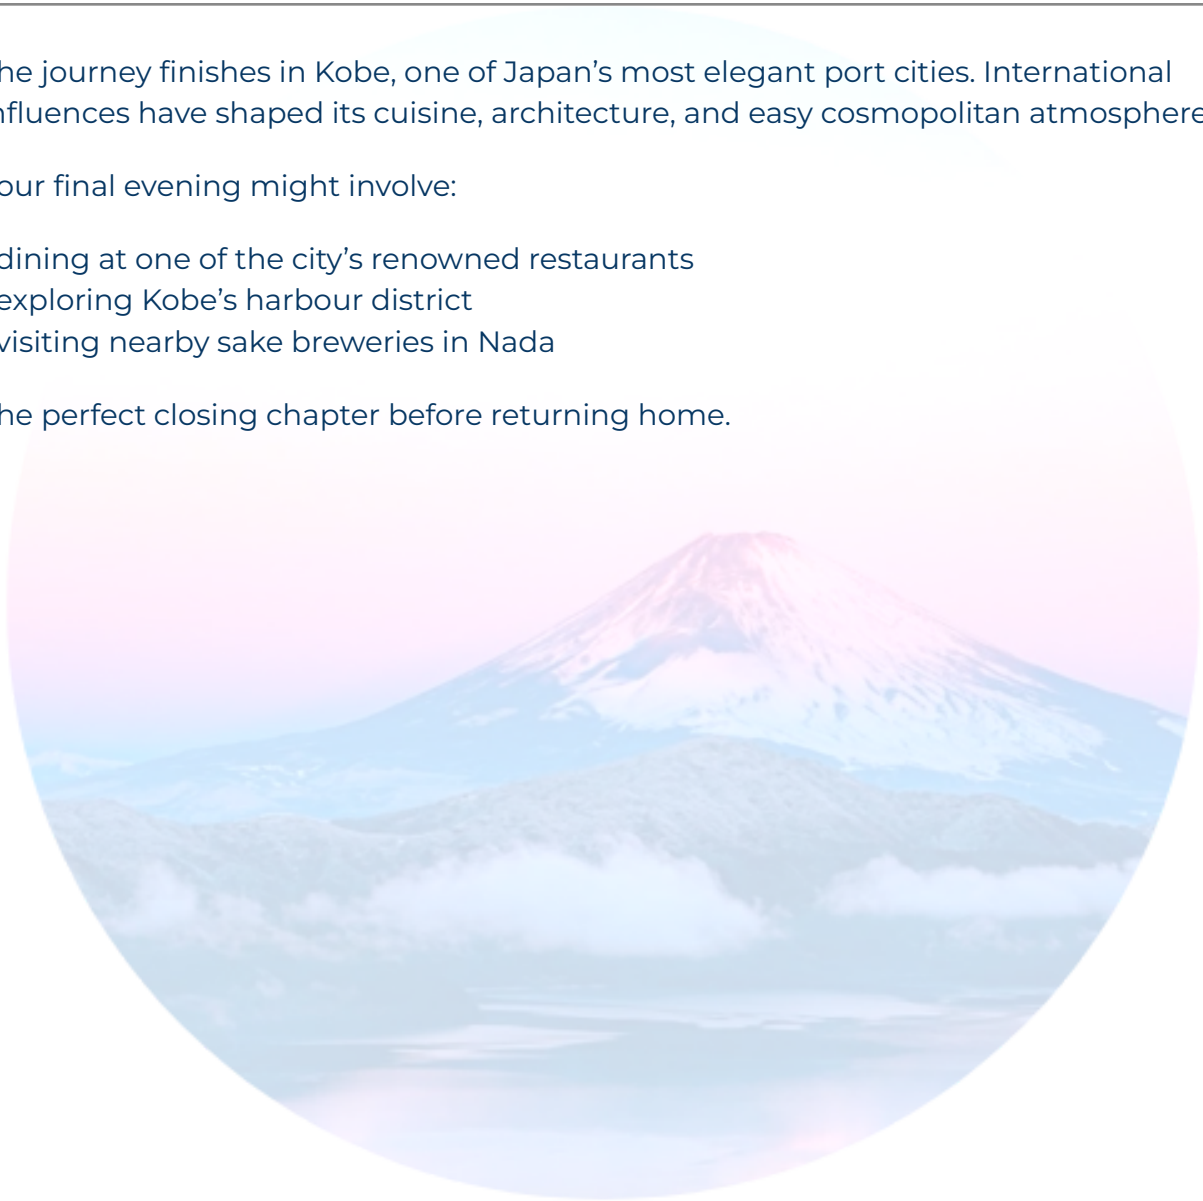 he journey finishes in Kobe, one of Japan's most elegant port cities. International
nfluences have shaped its cuisine, architecture, and easy cosmopolitan atmosphere
our final evening might involve:
dining at one of the city's renowned restaurants
exploring Kobe's harbour district
visiting nearby sake breweries in Nada
he perfect closing chapter before returning home.